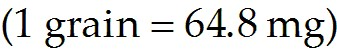 (1 grain = 64.8 mg)